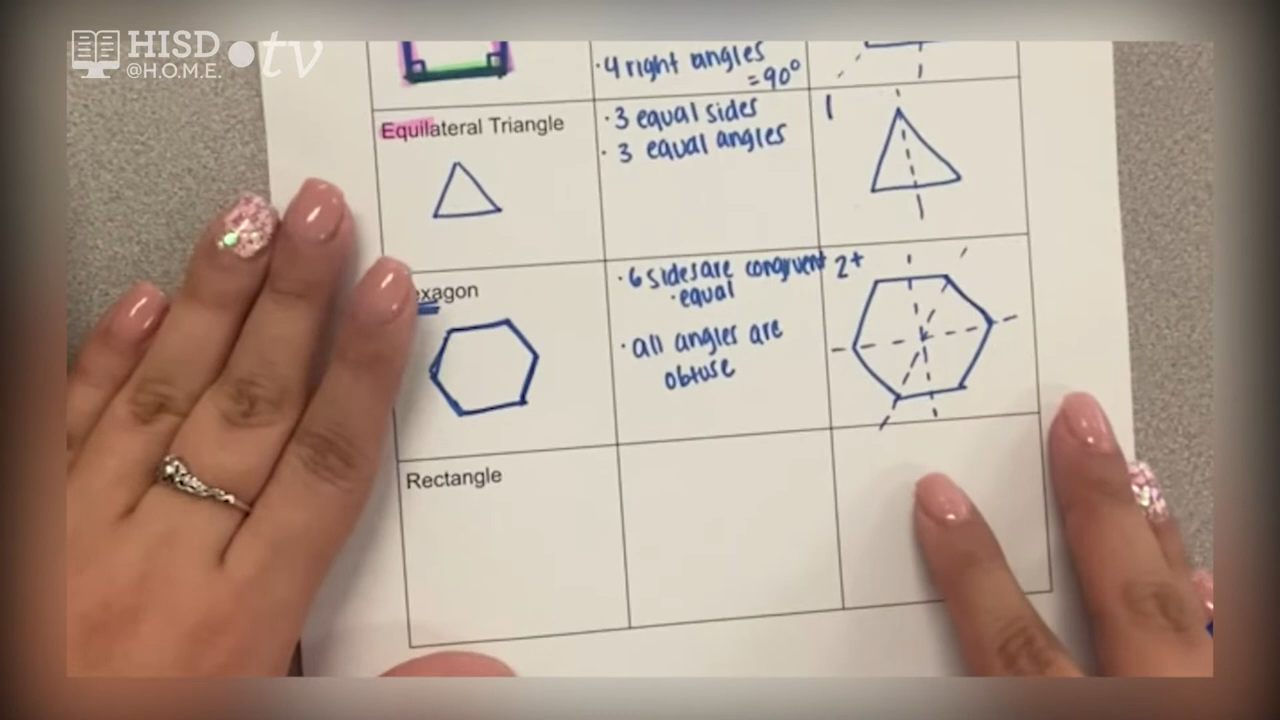 HISD
@H.O.M.E.
tv
· 4 right angles
= 90°
Equilateral Triangle
· 3 equal sides
· 3 equal angles
1
exagon
· 6 sides are congruent
· equal
· all angles are
obtuse
2+
Rectangle